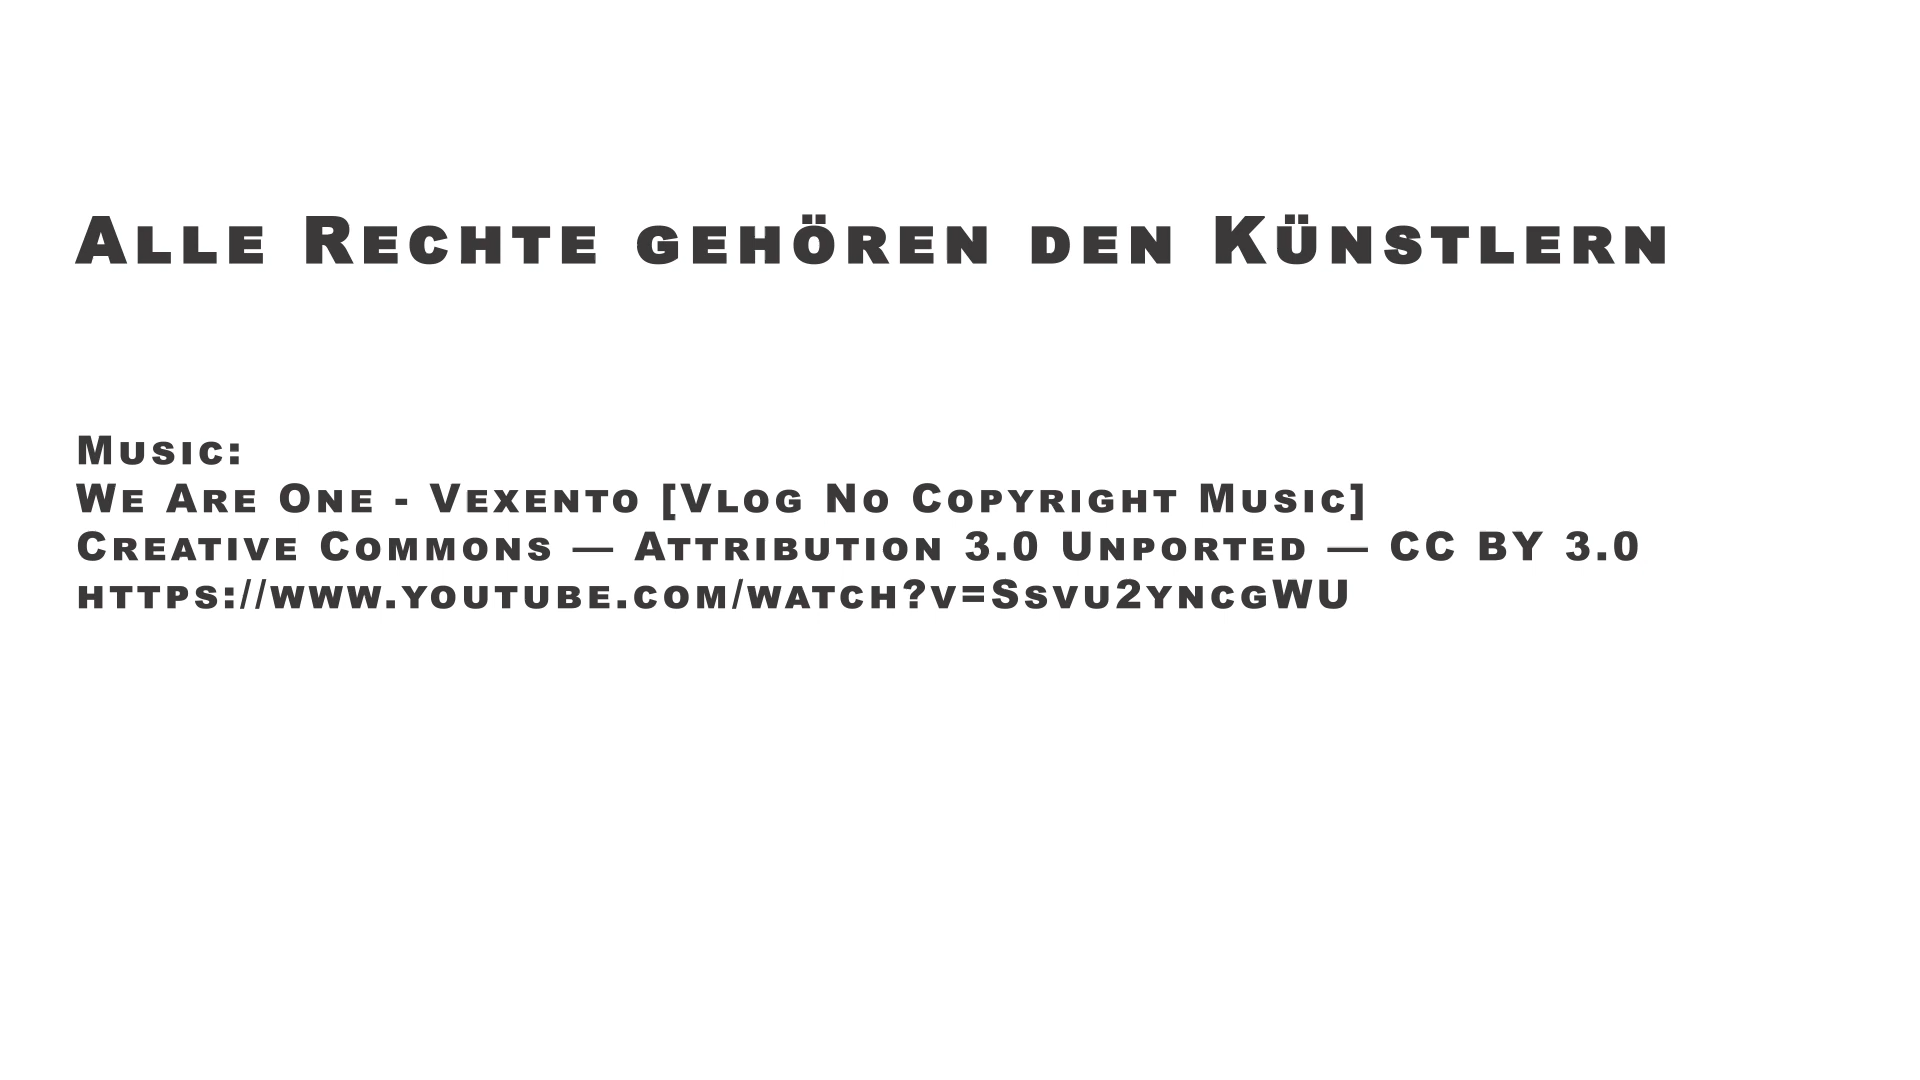 Alle Rechte gehören den Künstlern
Music:
We Are One - Vexento [Vlog No Copyright Music]
Creative Commons — Attribution 3.0 Unported — CC BY 3.0
https://www.youtube.com/watch?v=Ssvu2yncgWU